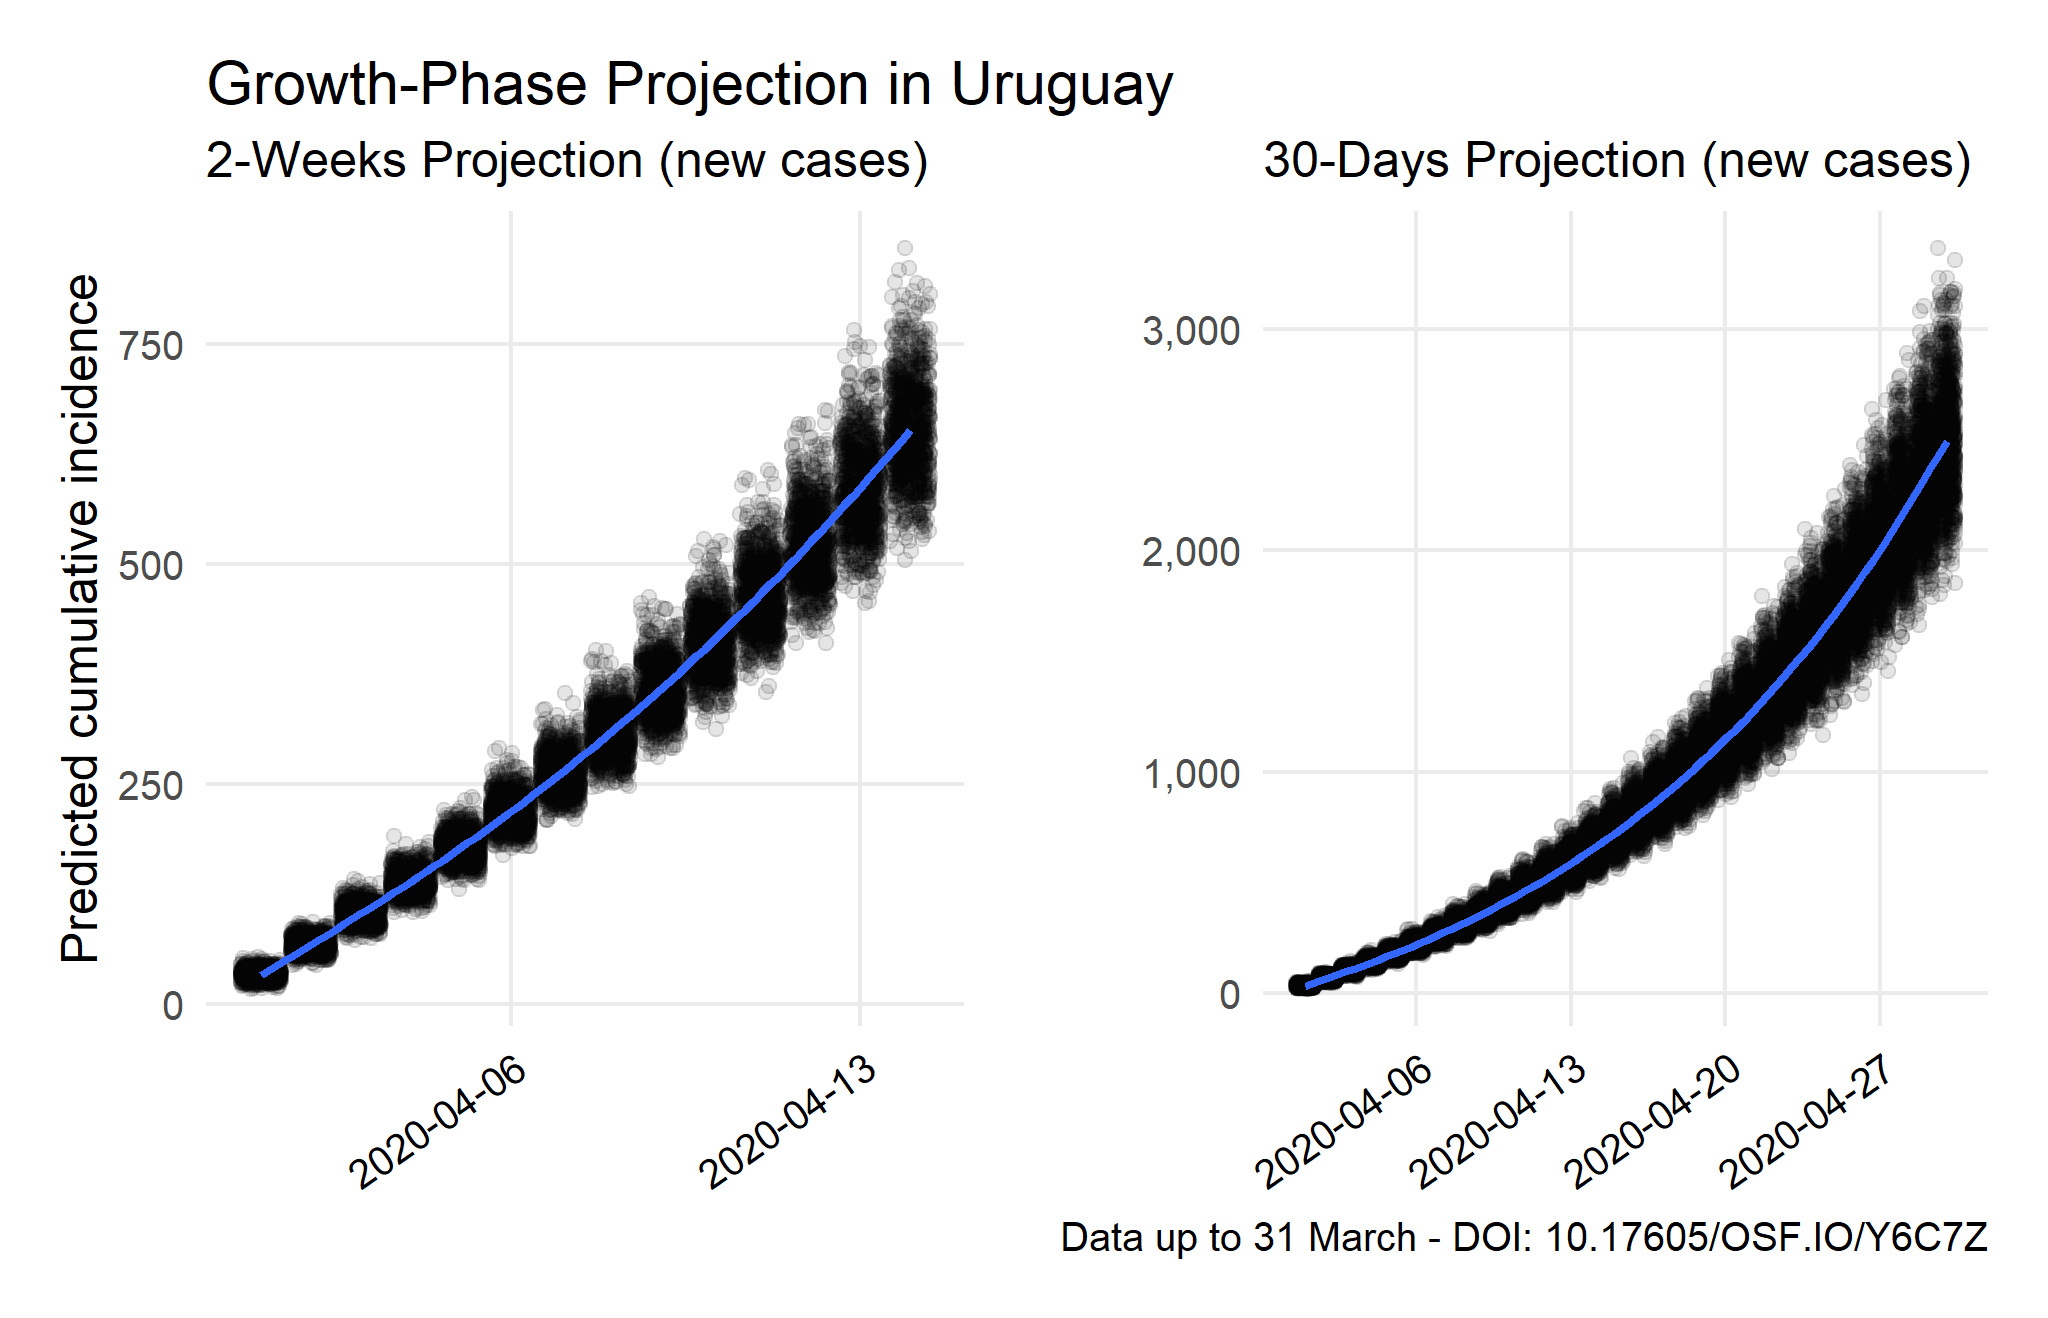 Growth-Phase Projection in Uruguay
2-Weeks Projection (new cases)
30-Days Projection (new cases)
Predicted cumulative incidence
750
500
250
0
2020-04-06
2020-04-13
3,000
2,000
1,000
0
2020-04-06
2020-04-13
2020-04-20
2020-04-27
Data up to 31 March - DOI: 10.17605/OSF.IO/Y6C7Z